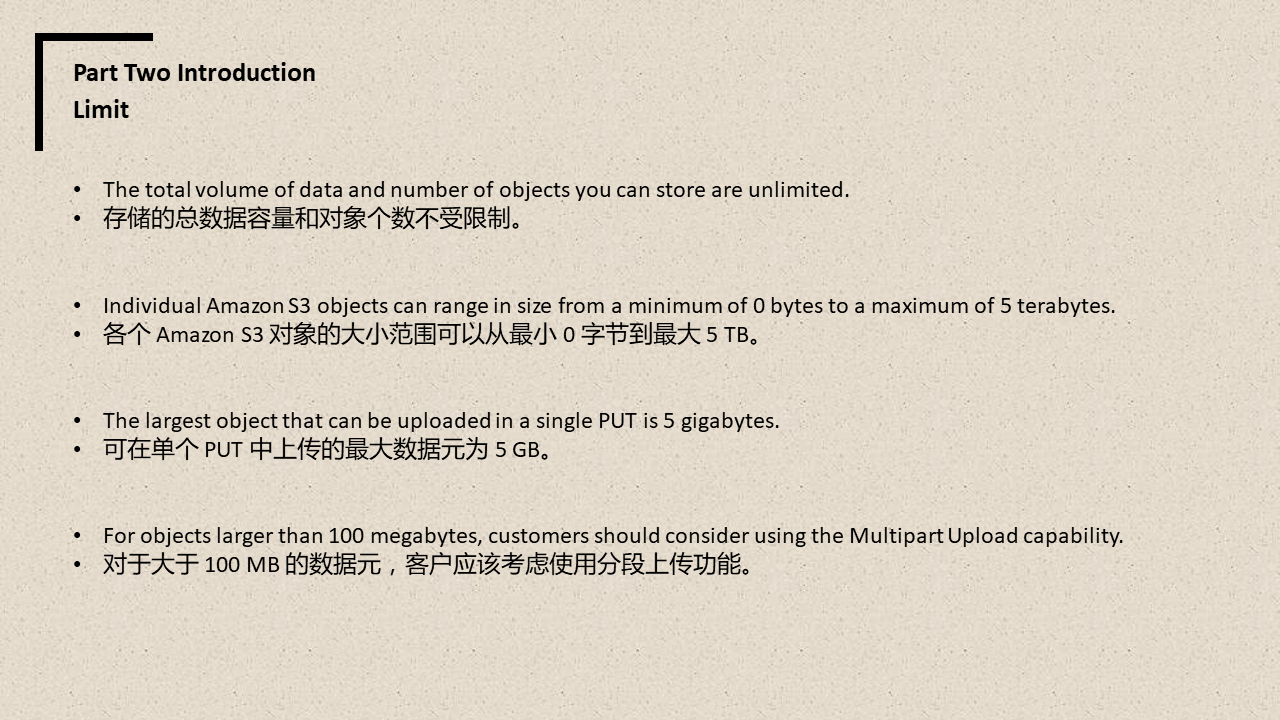 Part Two Introduction
Limit
• The total volume of data and number of objects you can store are unlimited.
• 存储的总数据容量和对象个数不受限制。
• Individual Amazon S3 objects can range in size from a minimum of 0 bytes to a maximum of 5 terabytes.
• 各个 Amazon S3 对象的大小范围可以从最小 0 字节到最大 5 TB。
• The largest object that can be uploaded in a single PUT is 5 gigabytes.
• 可在单个 PUT 中上传的最大数据元为 5 GB。
• For objects larger than 100 megabytes, customers should consider using the Multipart Upload capability.
• 对于大于 100 MB 的数据元，客户应该考虑使用分段上传功能。